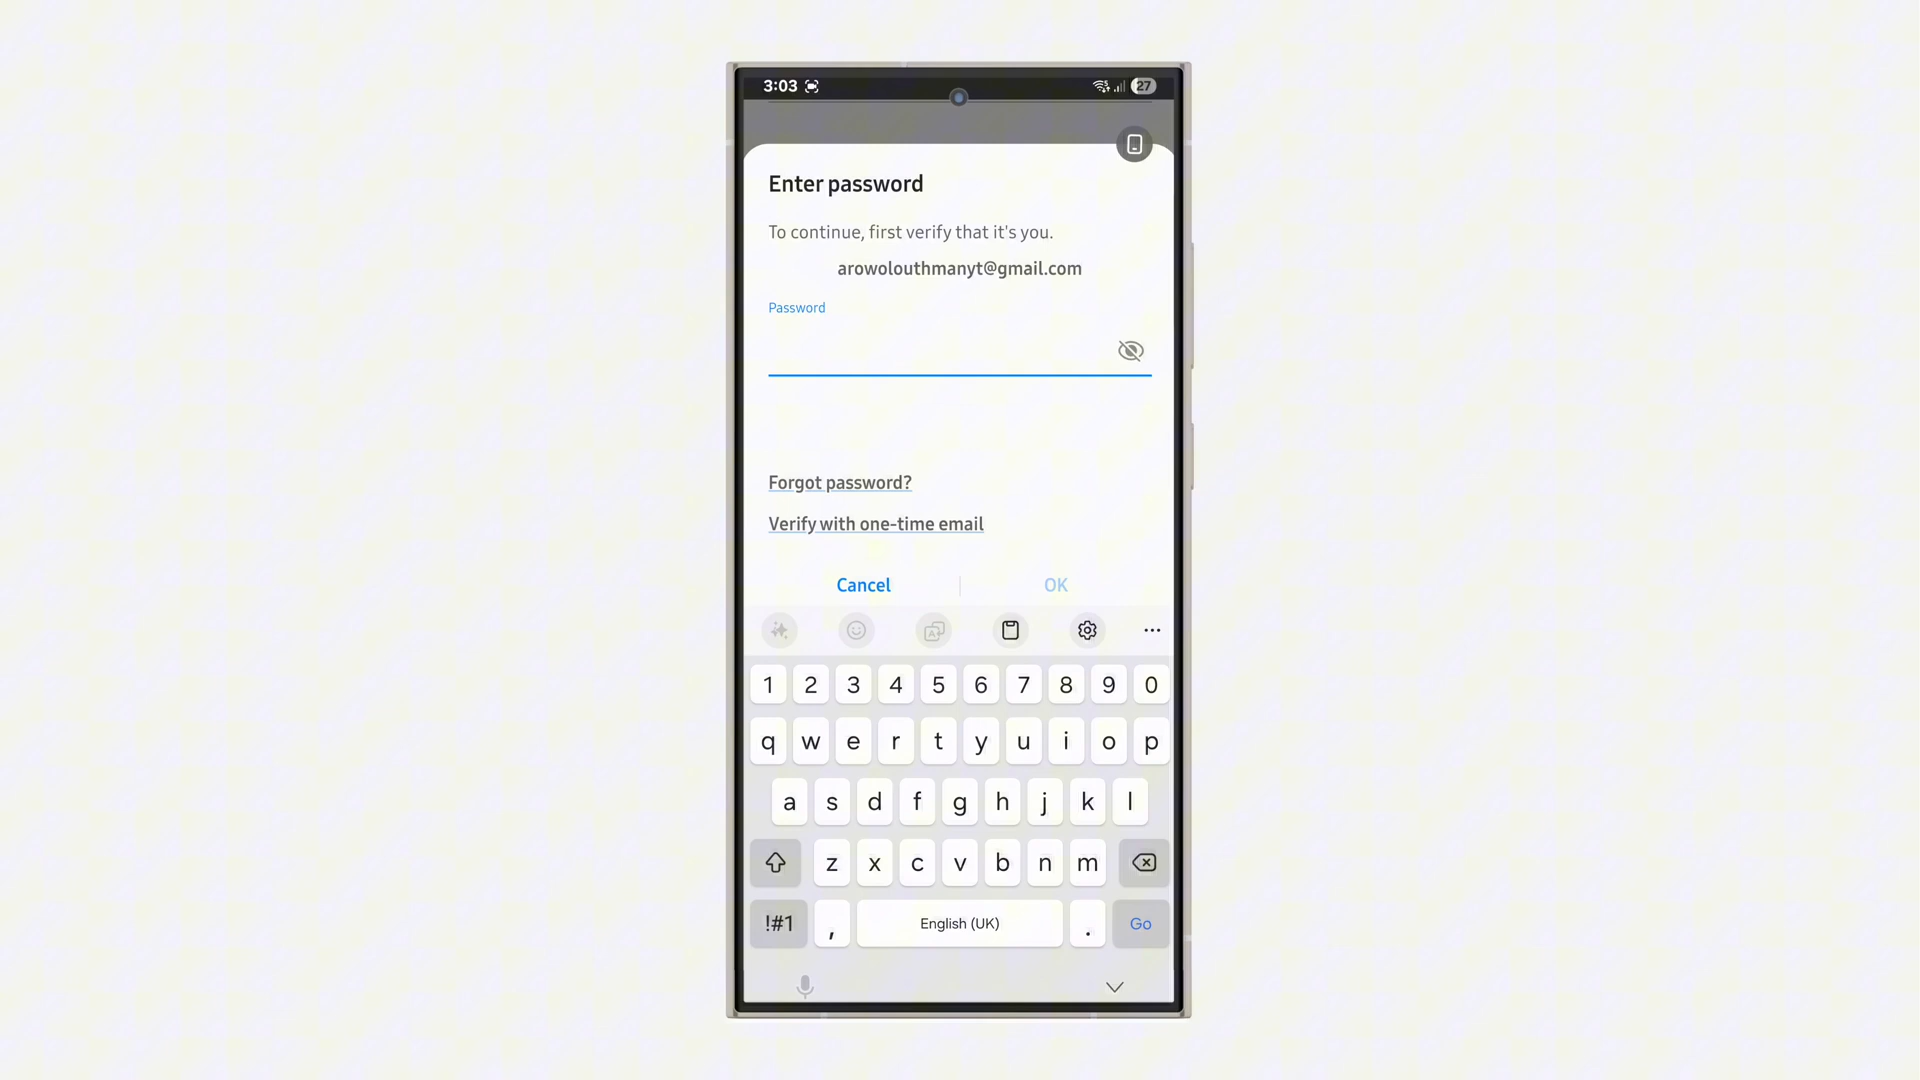 3:03
27
Enter password
To continue, first verify that it's you.
arowolouthmanyt@gmail.com
Password
Forgot password?
Verify with one-time email
Cancel
OK
1 2 3 4 5 6 7 8 9 0
q w e r t y u i o p
a s d f g h j k l
z x c v b n m
!#1 , English (UK) . Go